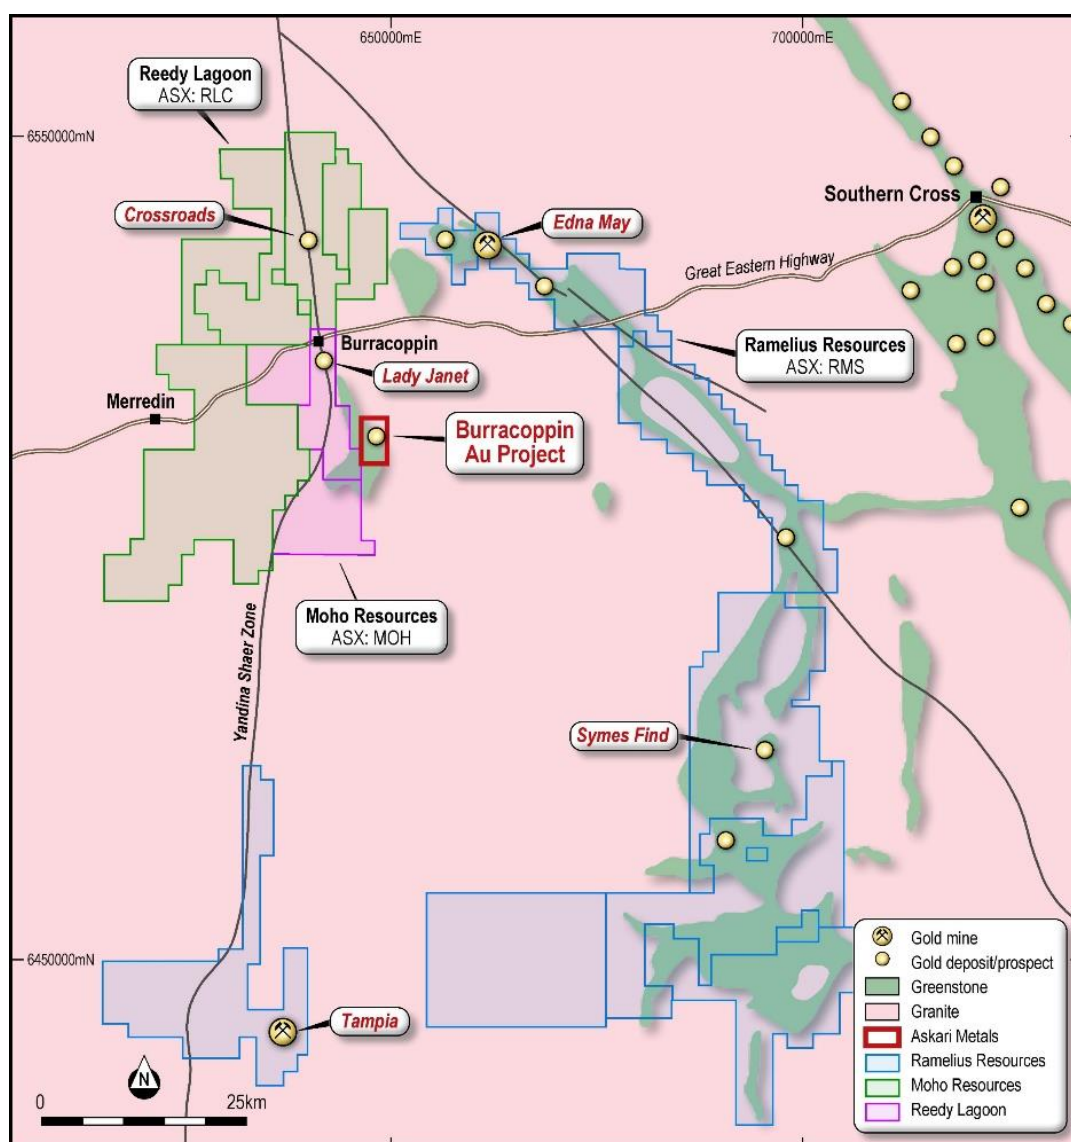 650000mE
700000mE
Reedy Lagoon
ASX: RLC
6550000mN
Southern Cross
Crossroads
Edna May
Great Eastern Highway
Burracoppin
Ramelius Resources
ASX: RMS
Lady Janet
Merredin
Burracoppin
Au Project
Moho Resources
ASX: MOH
Yandina Shaer Zone
Symes Find
6450000mN
Tampia
Gold mine
Gold deposit/prospect
Greenstone
Granite
Askari Metals
Ramelius Resources
Moho Resources
Reedy Lagoon
N
0
25km